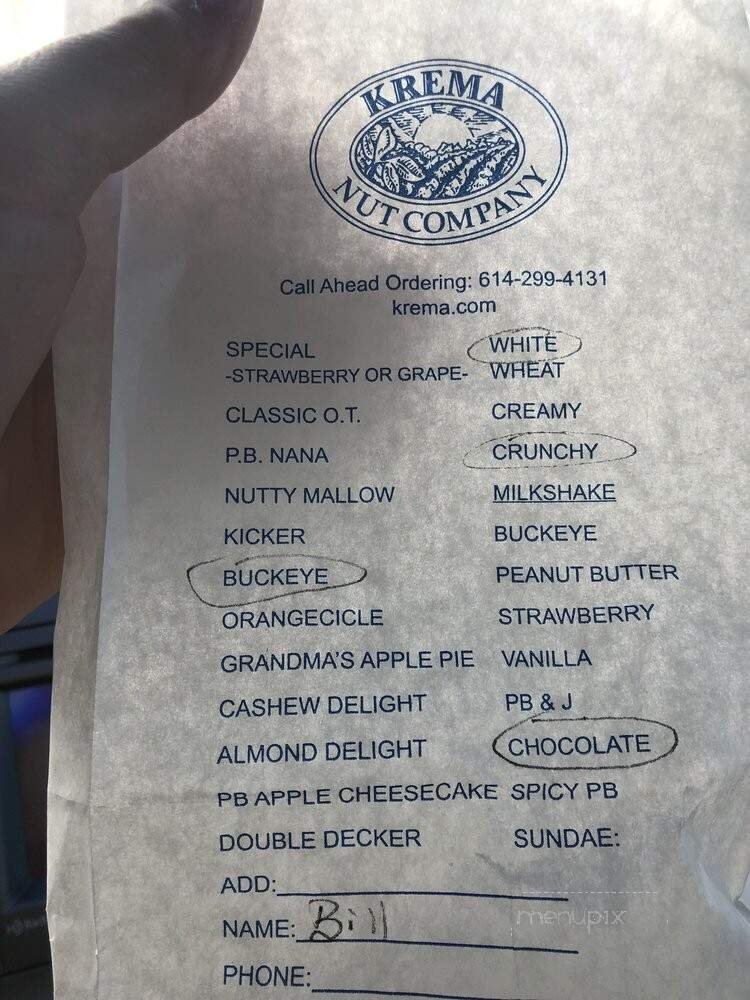 KREMA
NUT COMPANY
Call Ahead Ordering: 614-299-4131
krema.com
SPECIAL WHITE
-STRAWBERRY OR GRAPE- WHEAT
CLASSIC O.T. CREAMY
P.B. NANA CRUNCHY
NUTTY MALLOW MILKSHAKE
KICKER BUCKEYE
BUCKEYE PEANUT BUTTER
ORANGECICLE STRAWBERRY
GRANDMA'S APPLE PIE VANILLA
CASHEW DELIGHT PB & J
ALMOND DELIGHT CHOCOLATE
PB APPLE CHEESECAKE SPICY PB
DOUBLE DECKER SUNDAE:
ADD:
menupix
NAME: Bill
PHONE: